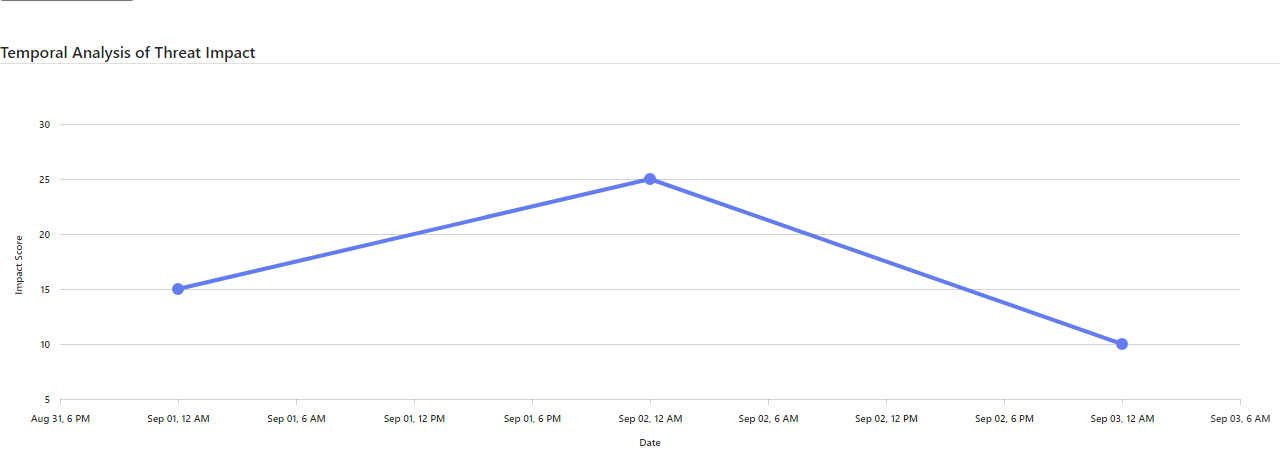 Temporal Analysis of Threat Impact
30
25
20
15
10
5
Impact Score
Aug 31, 6 PM Sep 01, 12 AM Sep 01, 6 AM Sep 01, 12 PM Sep 01, 6 PM Sep 02, 12 AM Sep 02, 6 AM Sep 02, 12 PM Sep 02, 6 PM Sep 03, 12 AM Sep 03, 6 AM
Date